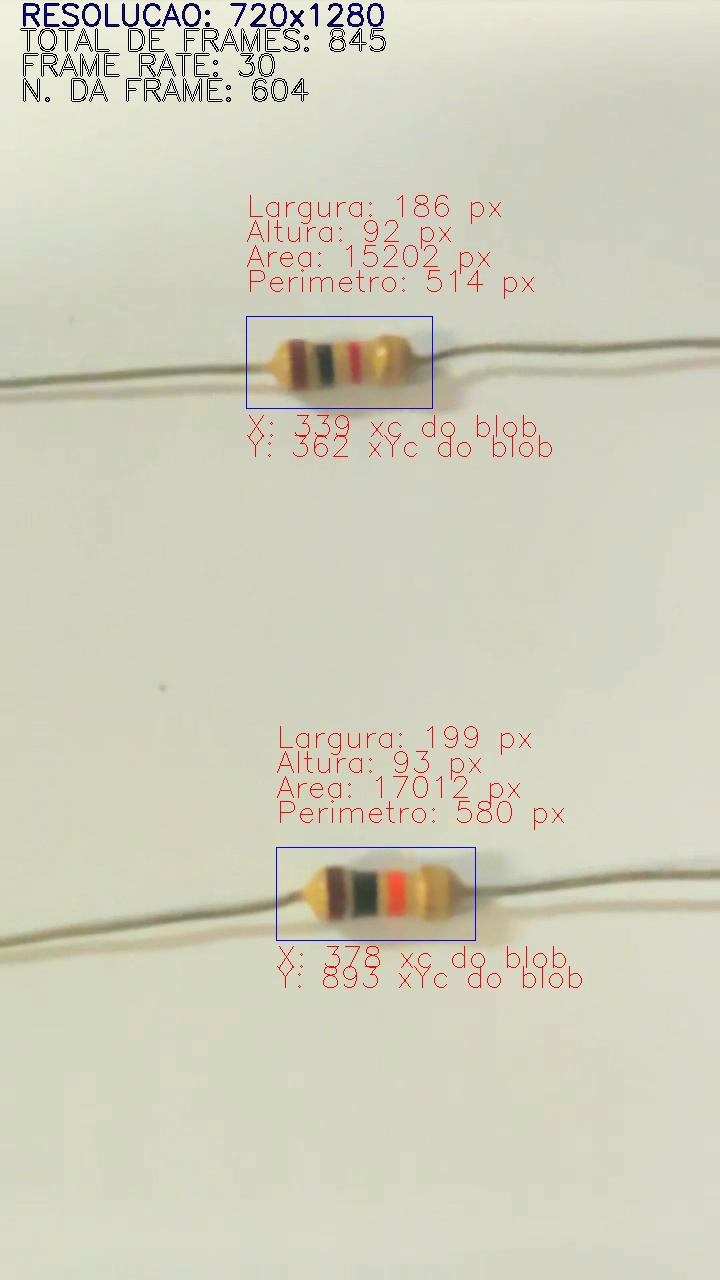 RESOLUCAO: 720x1280
TOTAL DE FRAMES: 845
FRAME RATE: 30
N. DA FRAME: 604
Largura: 186 px
Altura: 92 px
Area: 15202 px
Perimetro: 514 px
X: 339 xc do blob
Y: 362 xYc do blob
Largura: 199 px
Altura: 93 px
Area: 17012 px
Perimetro: 580 px
X: 378 xc do blob
Y: 893 xYc do blob